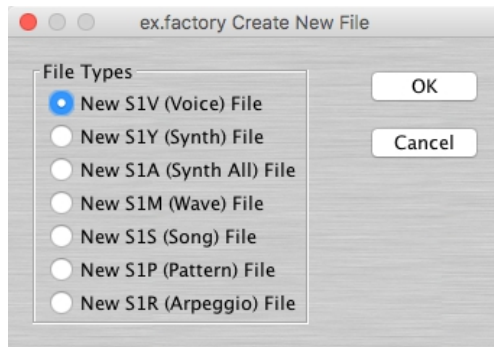 ex.factory Create New File
File Types
New S1V (Voice) File
New S1Y (Synth) File
New S1A (Synth All) File
New S1M (Wave) File
New S1S (Song) File
New S1P (Pattern) File
New S1R (Arpeggio) File
OK
Cancel